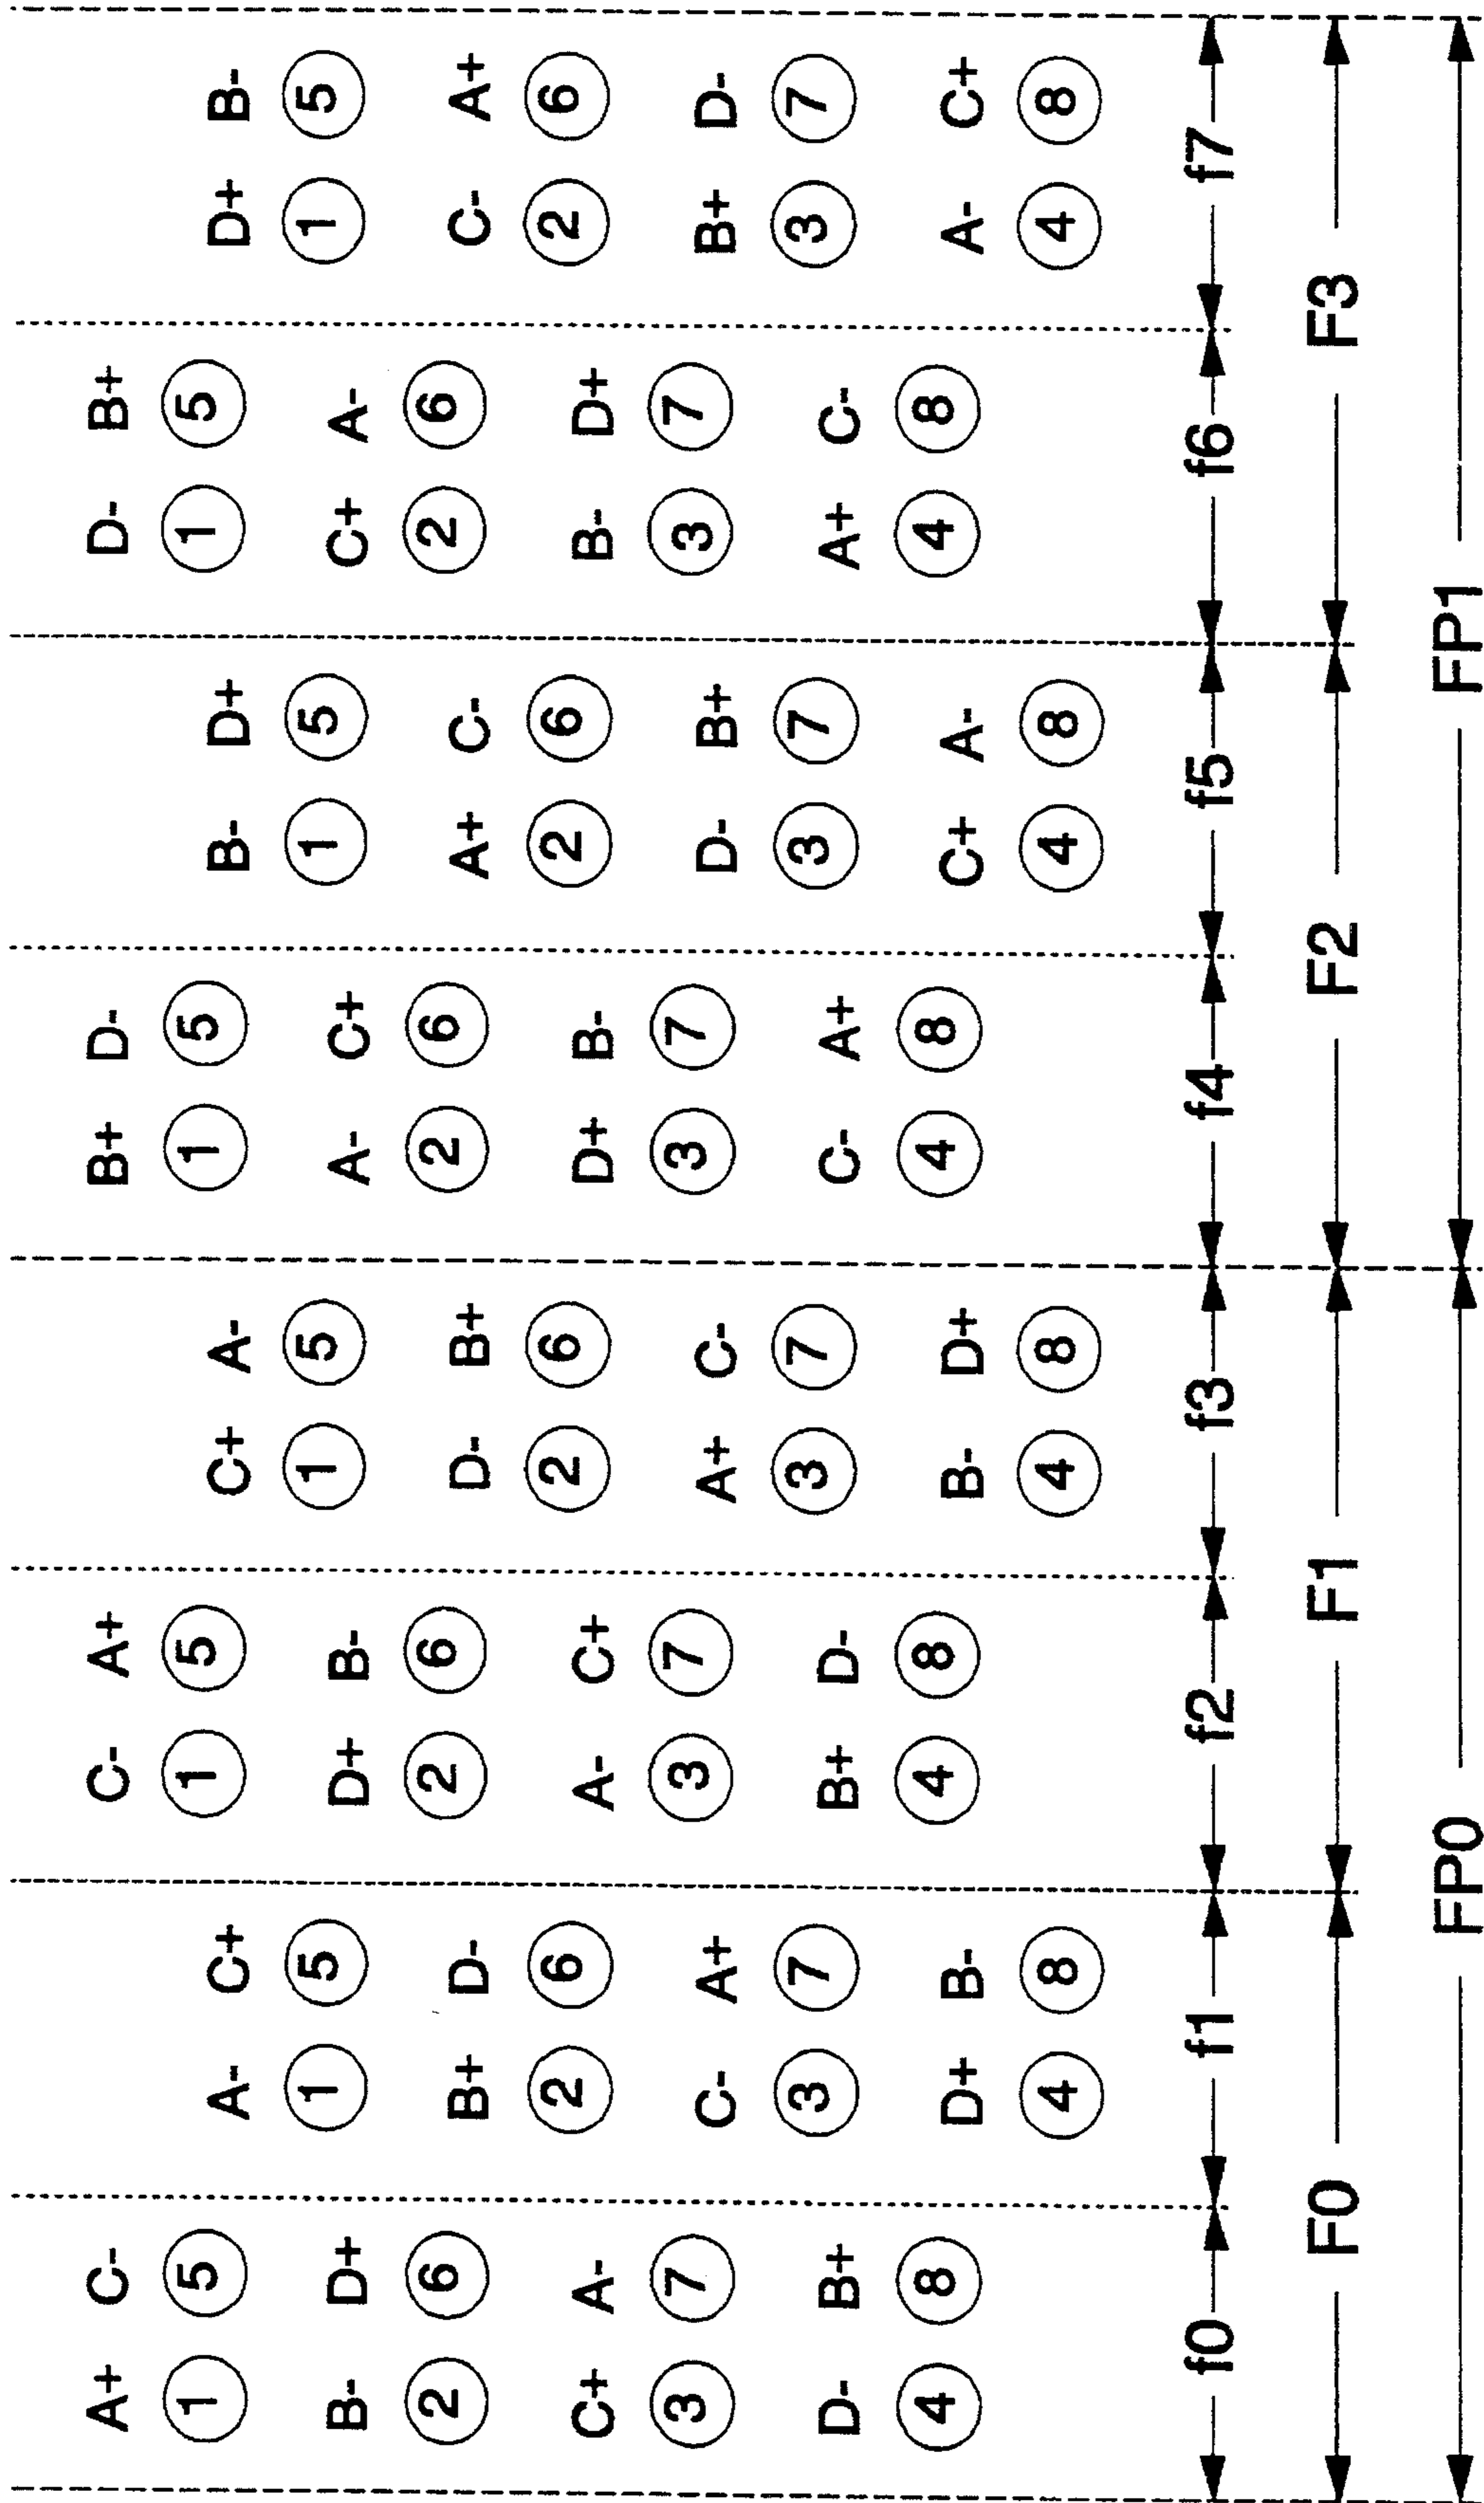 A+ C- C- A+ B+ D- D- B+
1 5 1 5 1 5 1 5
A- C+ C+ A- B- D+ D+ B-
1 5 1 5 1 5 1 5
B- D+ D+ B- A- C+ C+ A-
2 6 2 6 2 6 2 6
B+ D- D- B+ A+ C- C- A+
2 6 2 6 2 6 2 6
C+ A- A- C+ D+ B- B- D+
3 7 3 7 3 7 3 7
C- A+ A+ C- D- B+ B+ D-
3 7 3 7 3 7 3 7
D- B+ B+ D- C- A+ A+ C-
4 8 4 8 4 8 4 8
D+ B- B- D+ C+ A- A- C+
4 8 4 8 4 8 4 8
f0 f1 f2 f3 f4 f5 f6 f7
F0 F1 F2 F3
FP0 FP1